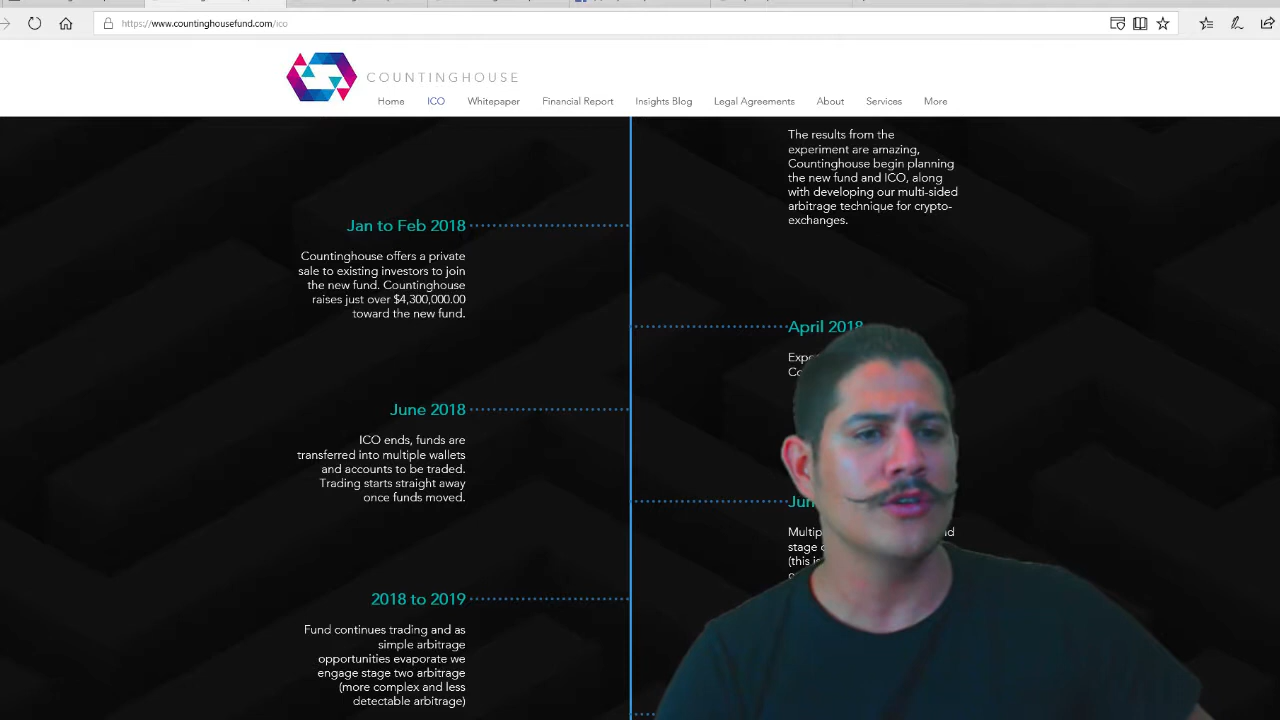 https://www.countinghousefund.com/ico
COUNTINGHOUSE
Home ICO Whitepaper Financial Report Insights Blog Legal Agreements About Services More
The results from the
experiment are amazing,
Countinghouse begin planning
the new fund and ICO, along
with developing our multi-sided
arbitrage technique for crypto-
exchanges.
Jan to Feb 2018
Countinghouse offers a private
sale to existing investors to join
the new fund. Countinghouse
raises just over $4,300,000.00
toward the new fund.
April 2018
June 2018
ICO ends, funds are
transferred into multiple wallets
and accounts to be traded.
Trading starts straight away
once funds moved.
stage
(this is
2018 to 2019
Fund continues trading and as
simple arbitrage
opportunities evaporate we
engage stage two arbitrage
(more complex and less
detectable arbitrage)